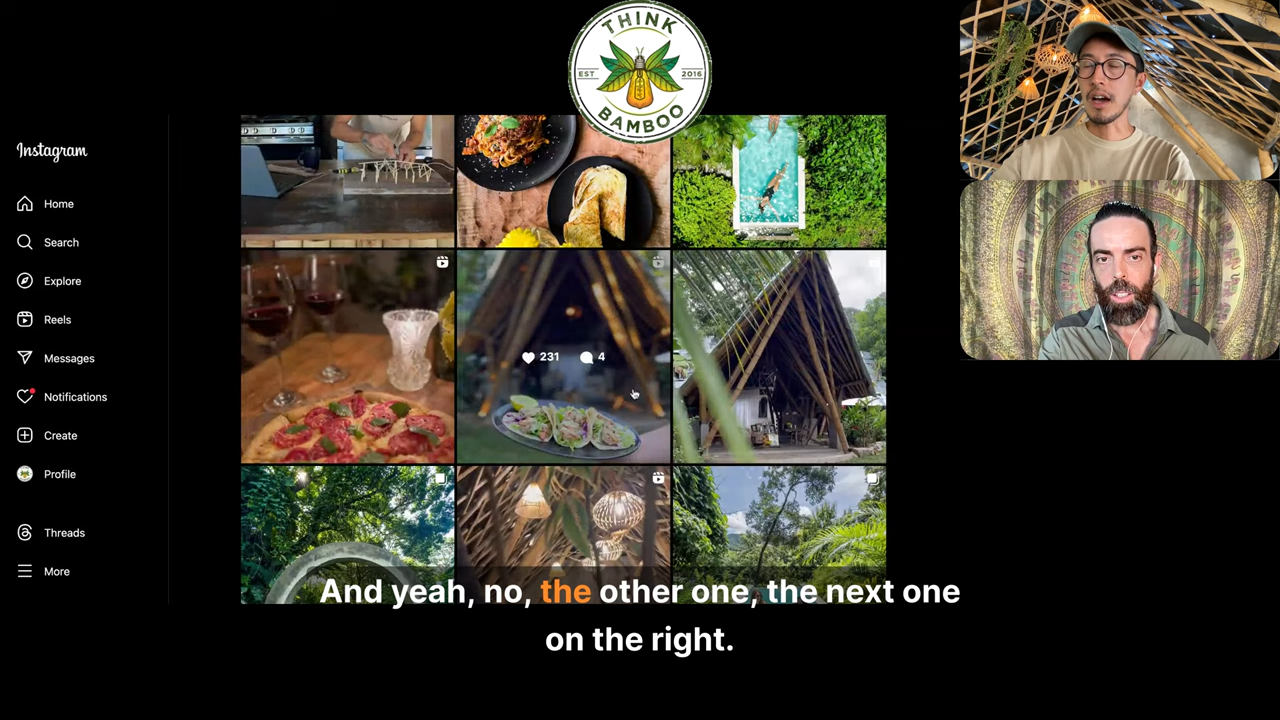 THINK
EST
2016
BAMBOO
Instagram
Home
Search
Explore
Reels
Messages
Notifications
Create
Profile
Threads
More
231
4
And yeah, no, the other one, the next one
on the right.